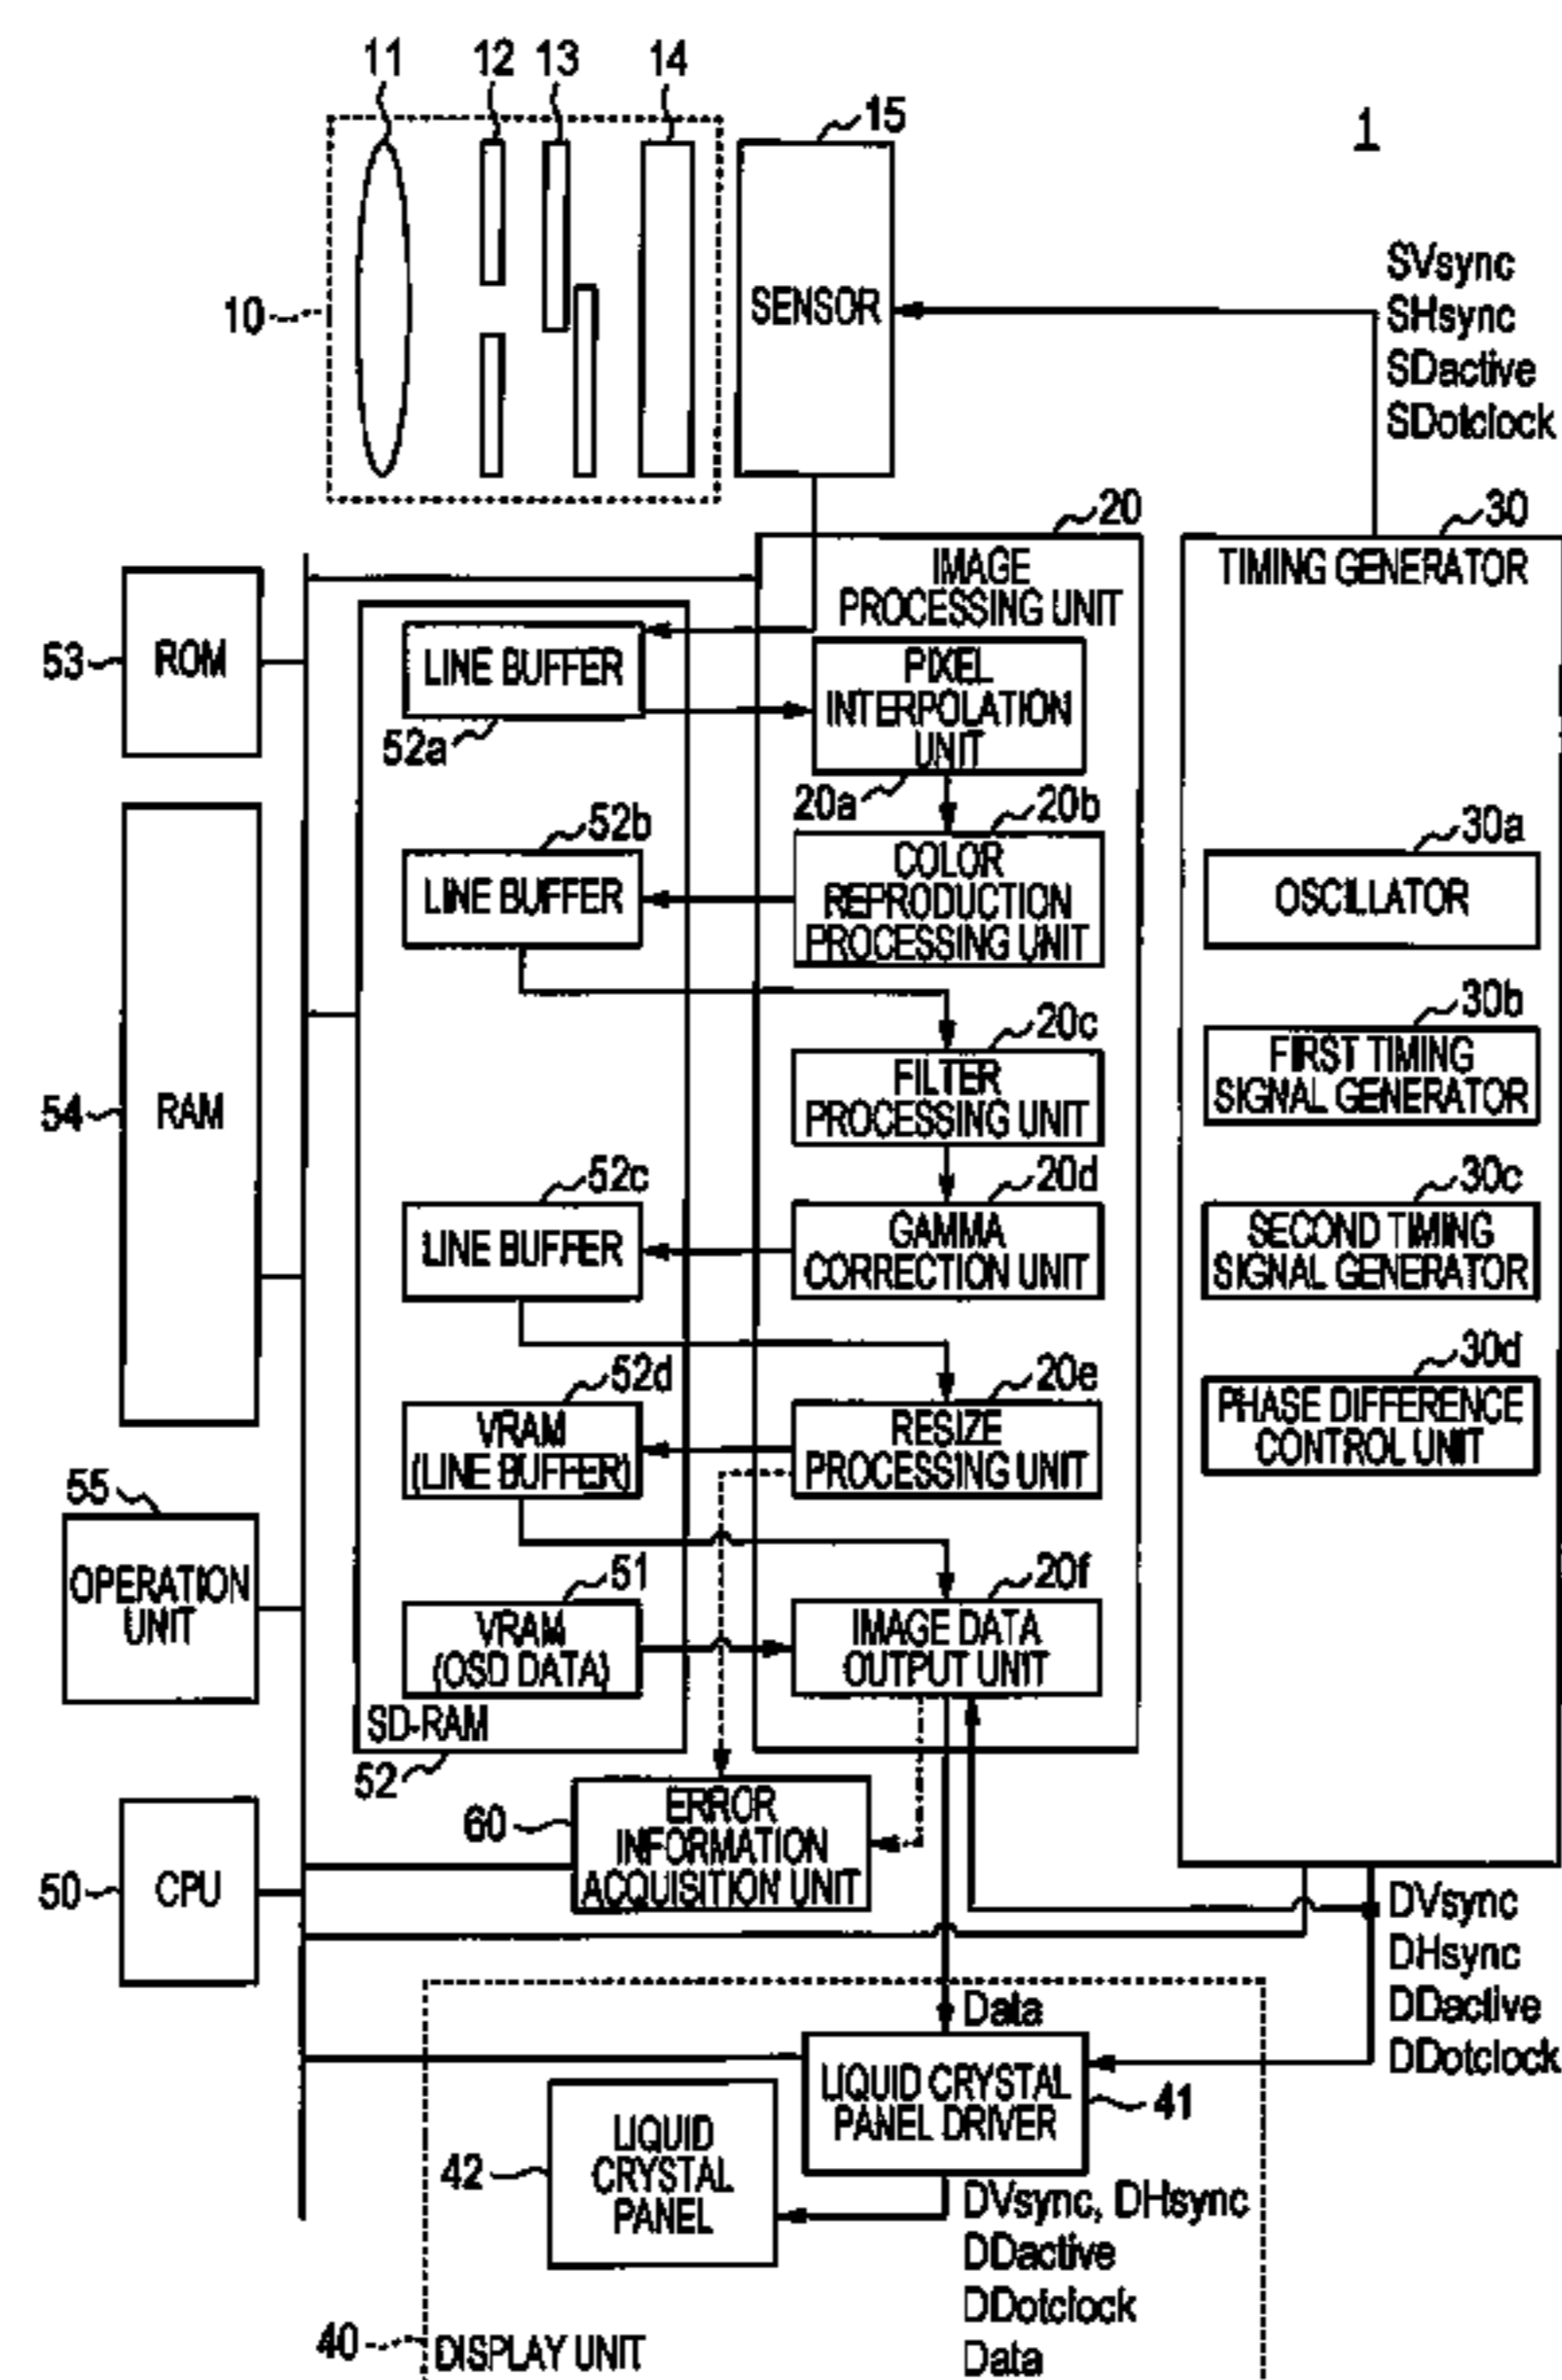 11
12
13
14
15
1
10
SENSOR
SVsync
SHsync
SDactive
SDotclock
20
30
IMAGE
PROCESSING UNIT
TIMING GENERATOR
53
ROM
LINE BUFFER
52a
PIXEL
INTERPOLATION
UNIT
20a
20b
52b
LINE BUFFER
COLOR
REPRODUCTION
PROCESSING UNIT
30a
OSCILLATOR
54
RAM
20c
FILTER
PROCESSING UNIT
30b
FIRST TIMING
SIGNAL GENERATOR
52c
LINE BUFFER
20d
GAMMA
CORRECTION UNIT
30c
SECOND TIMING
SIGNAL GENERATOR
52d
VRAM
(LINE BUFFER)
20e
RESIZE
PROCESSING UNIT
30d
PHASE DIFFERENCE
CONTROL UNIT
55
OPERATION
UNIT
51
VRAM
(OSD DATA)
20f
IMAGE DATA
OUTPUT UNIT
SD-RAM
52
60
ERROR
INFORMATION
ACQUISITION UNIT
50
CPU
DVsync
DHsync
DDactive
DDotclock
Data
LIQUID CRYSTAL
PANEL DRIVER
41
42
LIQUID
CRYSTAL
PANEL
DVsync, DHsync
DDactive
DDotclock
Data
40
DISPLAY UNIT